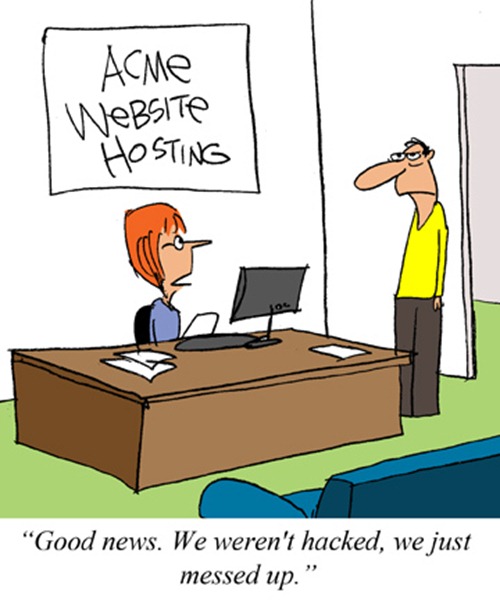 ACMe
WeBSITe
HOSTING
“Good news. We weren't hacked, we just
messed up.”